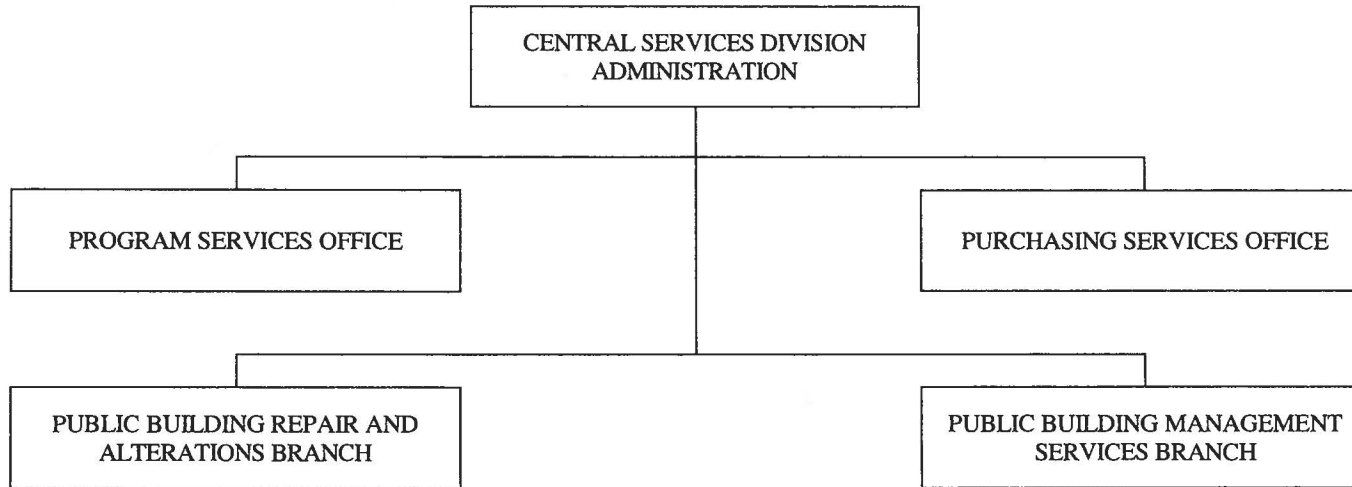 CENTRAL SERVICES DIVISION
ADMINISTRATION
PROGRAM SERVICES OFFICE
PURCHASING SERVICES OFFICE
PUBLIC BUILDING REPAIR AND
ALTERATIONS BRANCH
PUBLIC BUILDING MANAGEMENT
SERVICES BRANCH